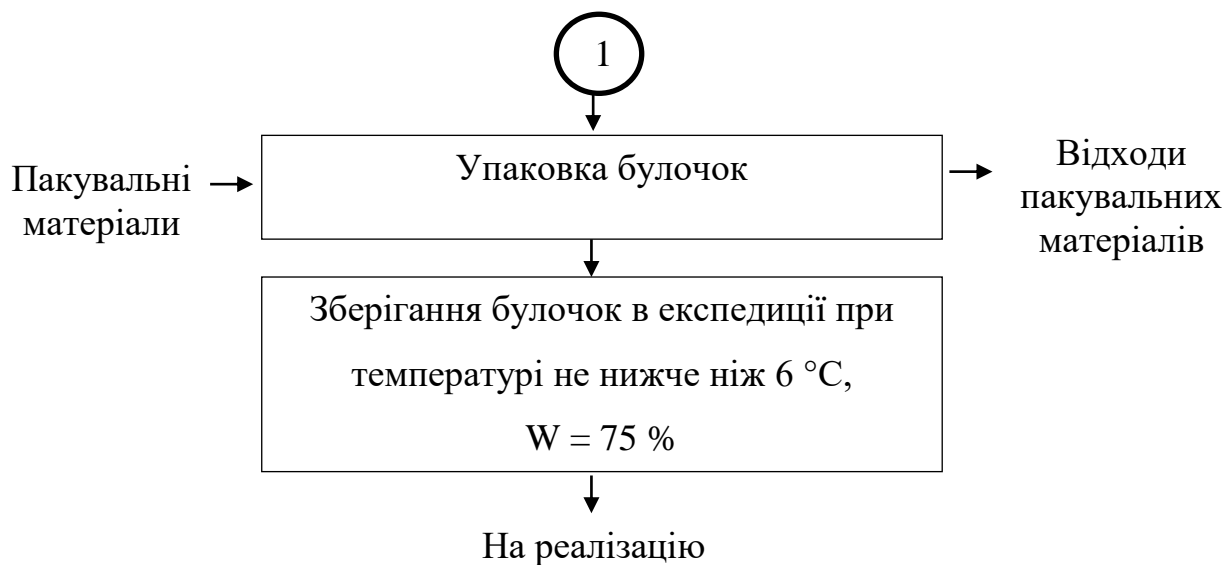 1
Упаковка булочок
Пакувальні
матеріали
Відходи
пакувальних
матеріалів
Зберігання булочок в експедиції при
температурі не нижче ніж 6 °С,
W = 75 %
На реалізацію